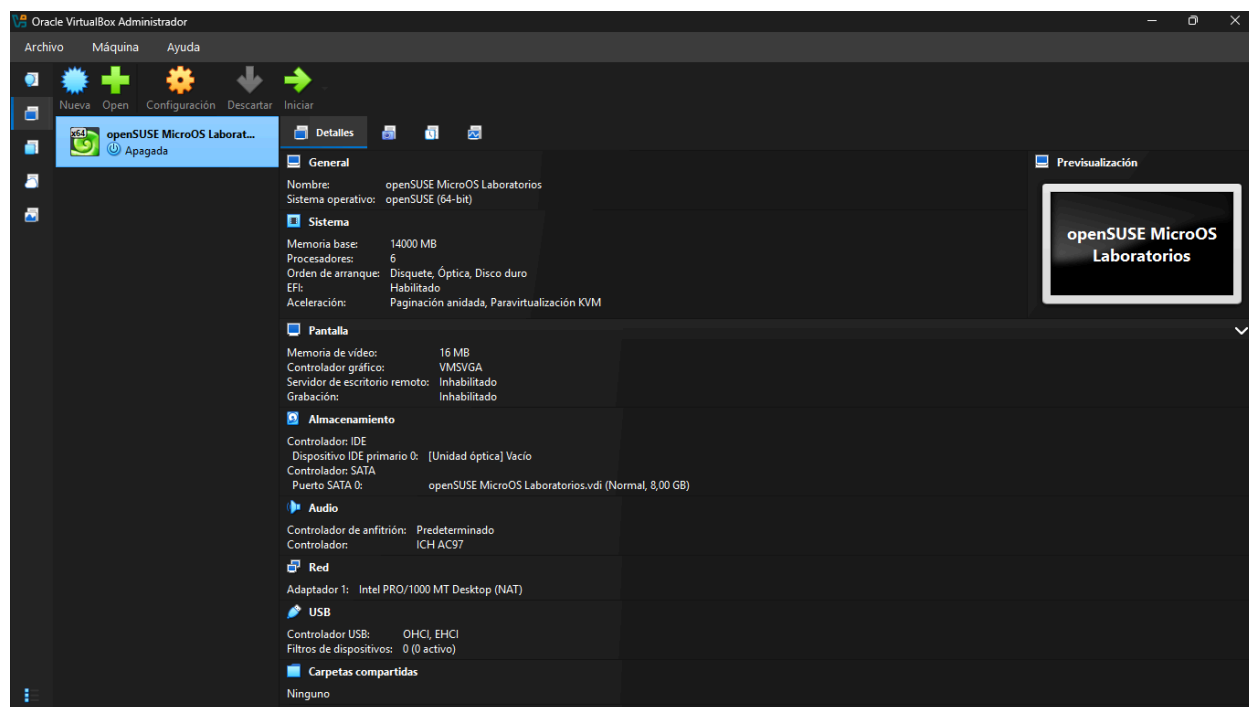 Oracle VirtualBox Administrador
Archivo Máquina Ayuda
Nueva Open Configuración Descartar Iniciar
x64
openSUSE MicroOS Laborat...
Apagada
Detalles
General
Nombre: openSUSE MicroOS Laboratorios
Sistema operativo: openSUSE (64-bit)
Sistema
Memoria base: 14000 MB
Procesadores: 6
Orden de arranque: Disquete, Óptica, Disco duro
EFI: Habilitado
Aceleración: Paginación anidada, Paravirtualización KVM
Previsualización
openSUSE MicroOS
Laboratorios
Pantalla
Memoria de vídeo: 16 MB
Controlador gráfico: VMSVGA
Servidor de escritorio remoto: Inhabilitado
Grabación: Inhabilitado
Almacenamiento
Controlador: IDE
Dispositivo IDE primario 0: [Unidad óptica] Vacío
Controlador: SATA
Puerto SATA 0: openSUSE MicroOS Laboratorios.vdi (Normal, 8,00 GB)
Audio
Controlador de anfitrión: Predeterminado
Controlador: ICH AC97
Red
Adaptador 1: Intel PRO/1000 MT Desktop (NAT)
USB
Controlador USB: OHCI, EHCI
Filtros de dispositivos: 0 (0 activo)
Carpetas compartidas
Ninguno